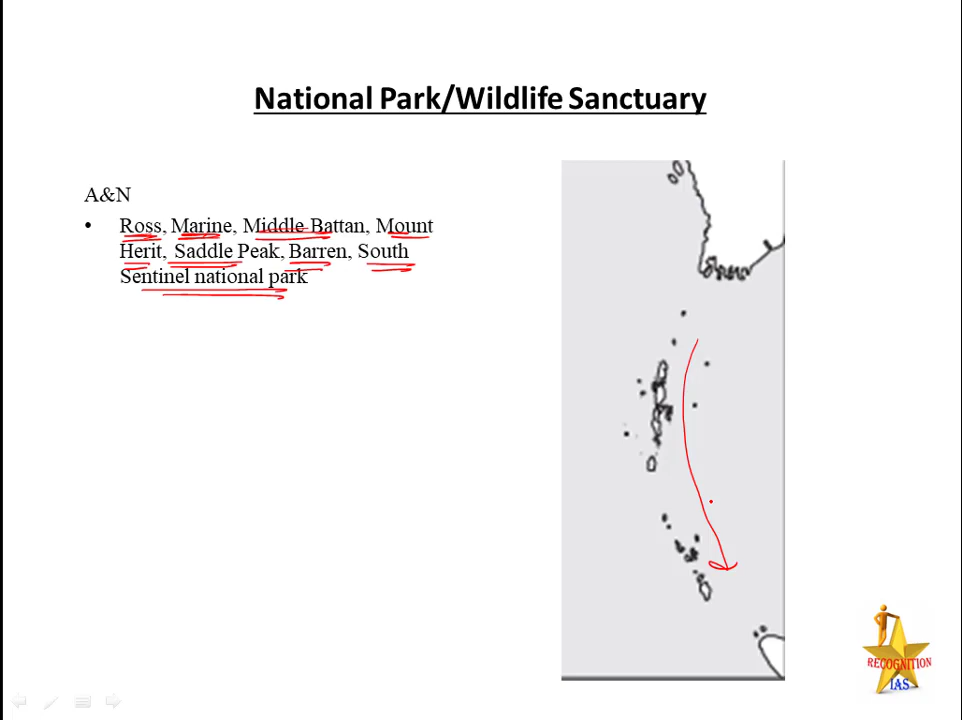 National Park/Wildlife Sanctuary
A&N
• Ross, Marine, Middle Battan, Mount
Herit, Saddle Peak, Barren, South
Sentinel national park
RECOGNITION
IAS